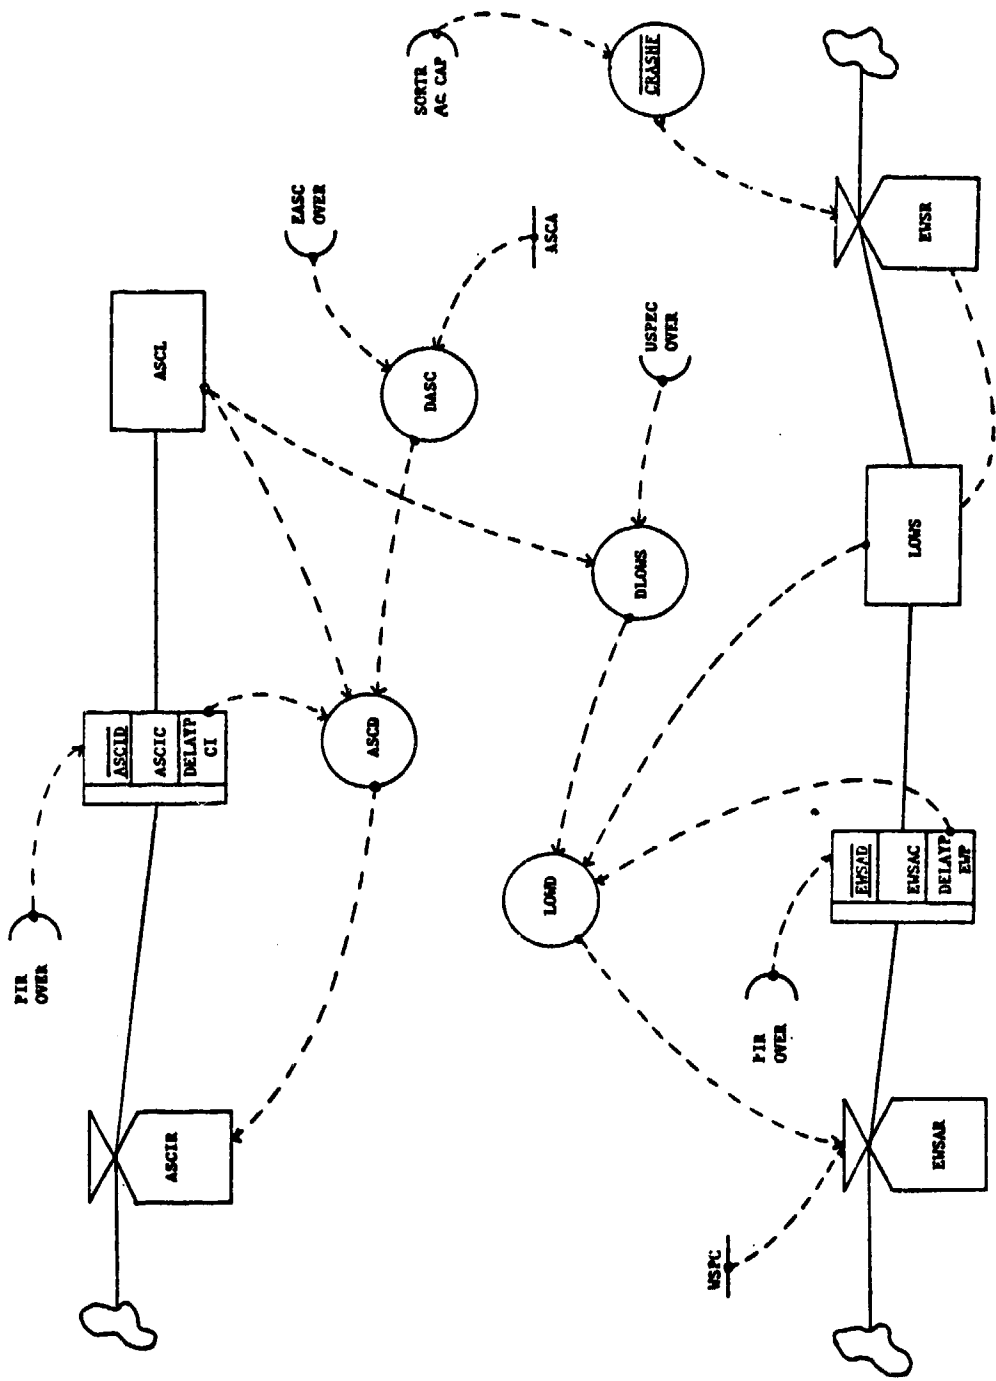 PIR
OVER
ASCIR
ASCID
ASCIC
DELAYP
CI
ASCL
ASCD
EASC
OVER
DASC
ASCA
SORTR
AC CAP
CRASHF
USPEC
OVER
DLOWS
LOWD
WSPC
PIR
OVER
EWSAR
EWSAD
EWSAC
DELAYP
EWP
LOWS
EWSR